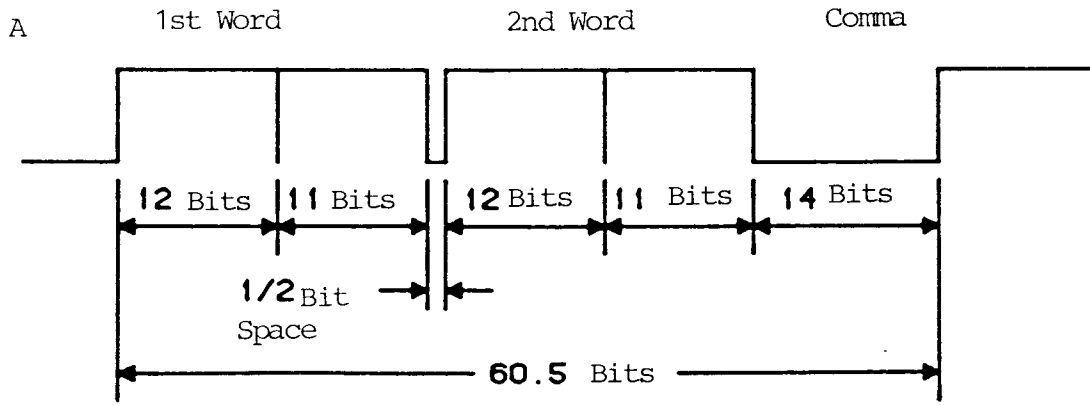 A
1st Word 2nd Word Comma
12 Bits 11 Bits 12 Bits 11 Bits 14 Bits
1/2 Bit
Space
60.5 Bits